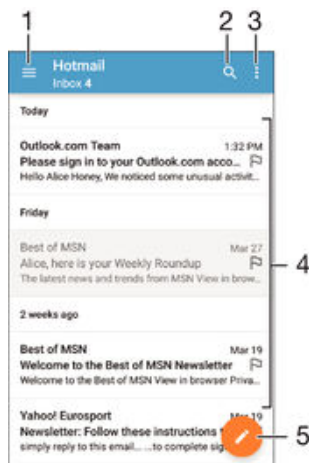 1 2 3
Hotmail
Inbox 4
Today
Outlook.com Team 1:32 PM
Please sign in to your Outlook.com acco...
Hello Alice Honey, We noticed some unusual activit...
Friday
Best of MSN Mar 27
Alice, here is your Weekly Roundup
The latest news and trends from MSN View in brow...
4
2 weeks ago
Best of MSN Mar 19
Welcome to the Best of MSN Newsletter
Welcome to the Best of MSN View in browser Priva...
Yahoo! Eurosport Mar 19
Newsletter: Follow these instructions
simply reply to this email... ...to complete sig
5